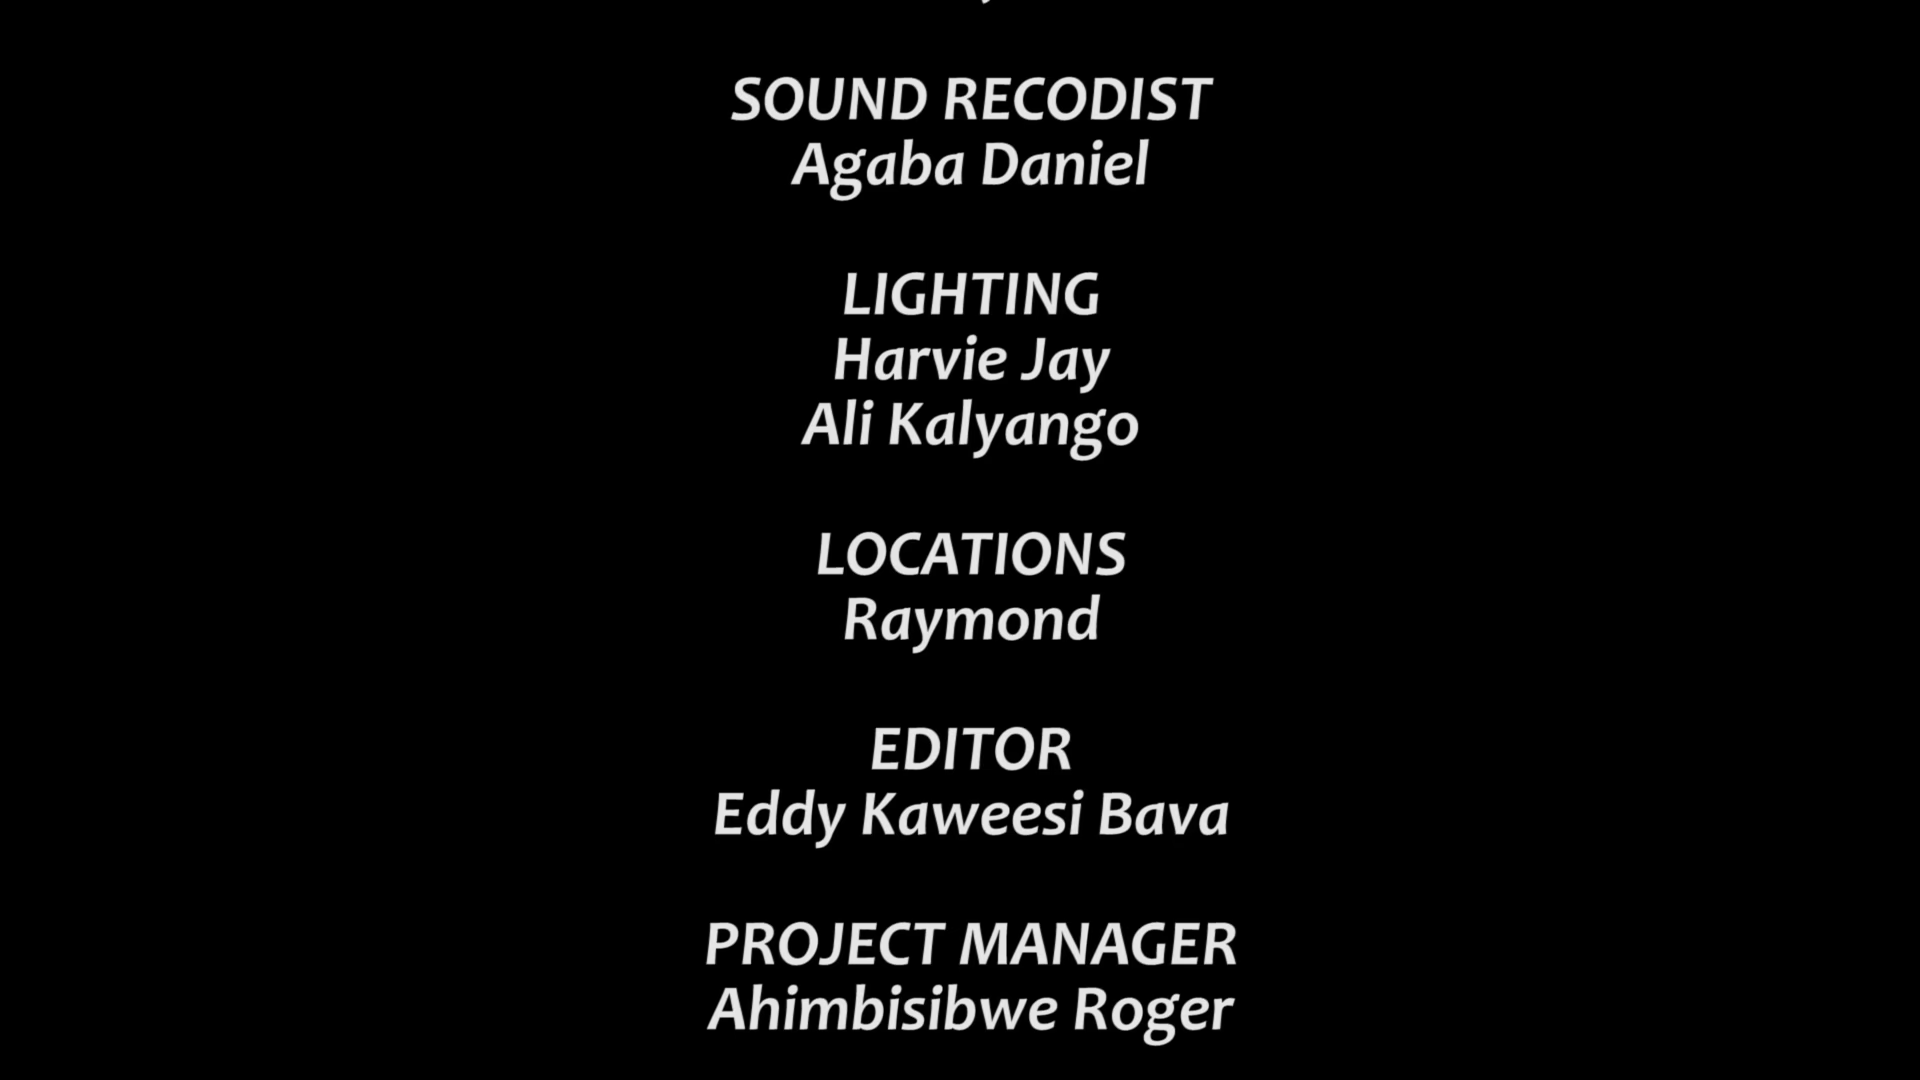 SOUND RECODIST
Agaba Daniel
LIGHTING
Harvie Jay
Ali Kalyango
LOCATIONS
Raymond
EDITOR
Eddy Kaweesi Bava
PROJECT MANAGER
Ahimbisibwe Roger